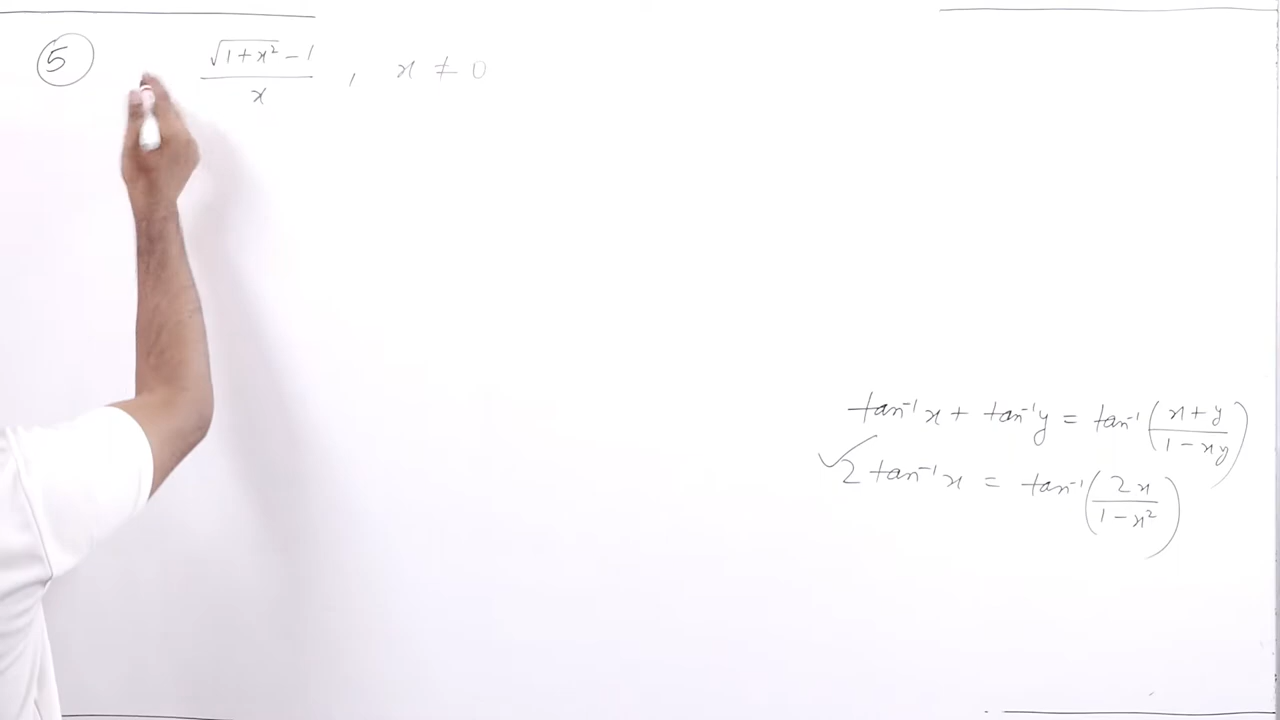 5 (√(1+x²) − 1)/x , x ≠ 0
tan⁻¹x + tan⁻¹y = tan⁻¹((x+y)/(1−xy))
✓ 2 tan⁻¹x = tan⁻¹(2x/(1−x²))